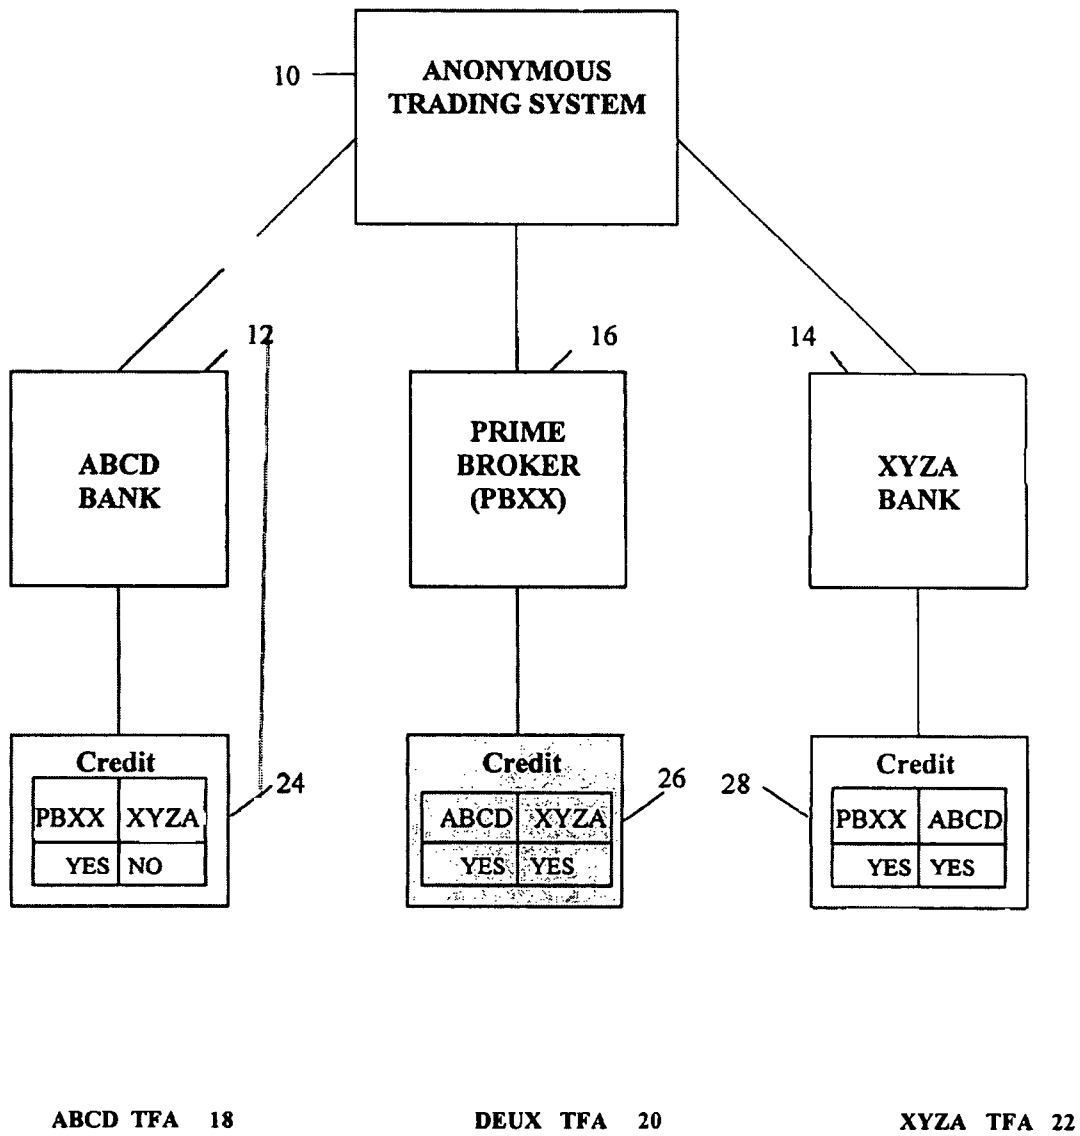 10
ANONYMOUS
TRADING SYSTEM
12
16
14
ABCD
BANK
PRIME
BROKER
(PBXX)
XYZA
BANK
Credit
PBXX XYZA
YES NO
24
Credit
ABCD XYZA
YES YES
26
28
Credit
PBXX ABCD
YES YES
ABCD TFA 18
DEUX TFA 20
XYZA TFA 22